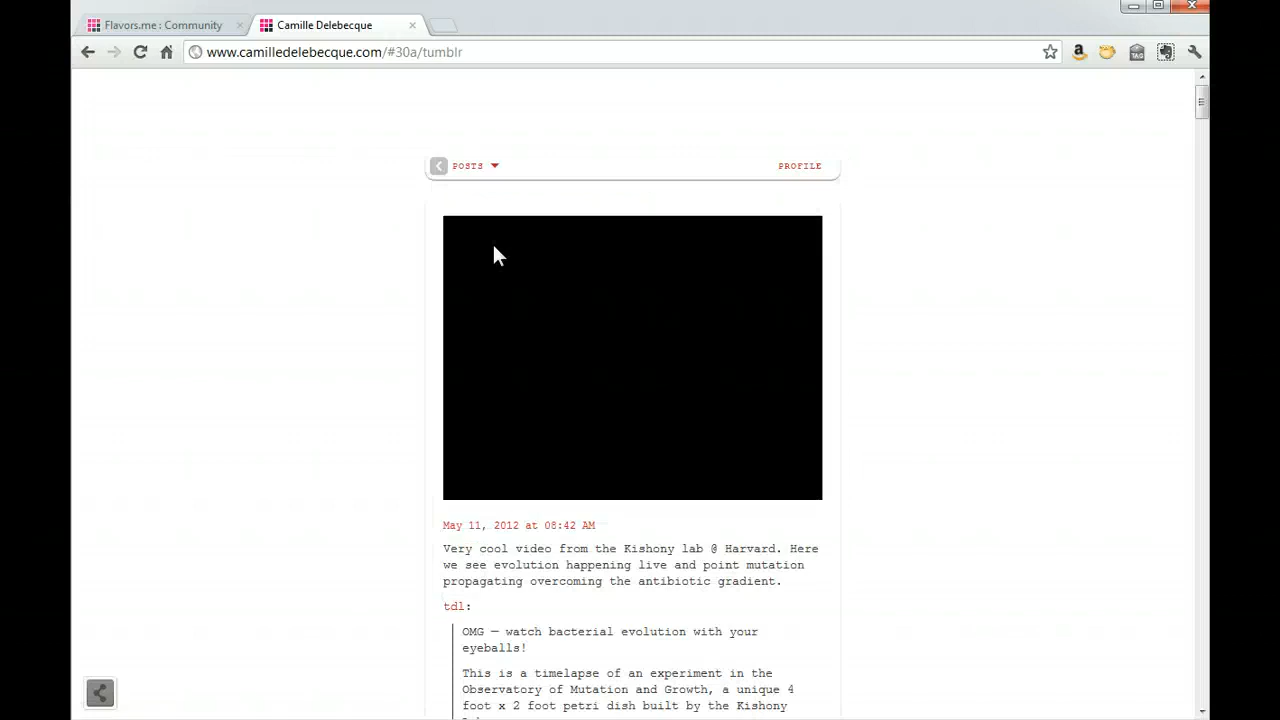 Flavors.me : Community
Camille Delebecque
www.camilledelebecque.com/#30a/tumblr
POSTS
PROFILE
May 11, 2012 at 08:42 AM
Very cool video from the Kishony lab @ Harvard. Here
we see evolution happening live and point mutation
propagating overcoming the antibiotic gradient.
tdl:
OMG — watch bacterial evolution with your
eyeballs!
This is a timelapse of an experiment in the
Observatory of Mutation and Growth, a unique 4
foot x 2 foot petri dish built by the Kishony